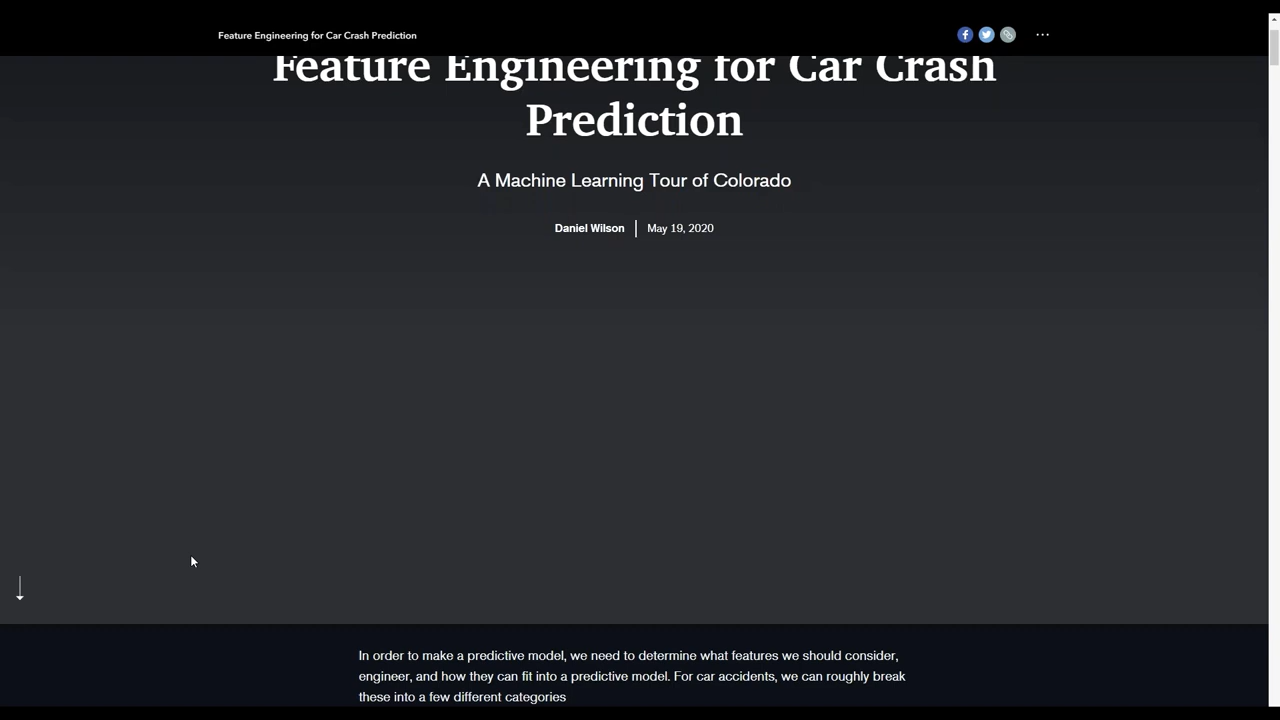 Feature Engineering for Car Crash Prediction
Feature Engineering for Car Crash
Prediction
A Machine Learning Tour of Colorado
Daniel Wilson
May 19, 2020
In order to make a predictive model, we need to determine what features we should consider,
engineer, and how they can fit into a predictive model. For car accidents, we can roughly break
these into a few different categories